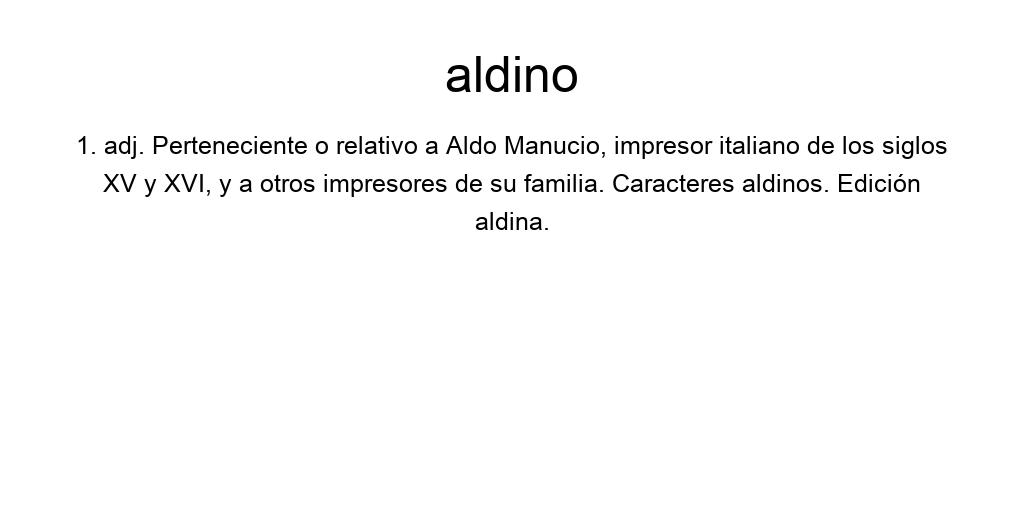 aldino
1. adj. Perteneciente o relativo a Aldo Manucio, impresor italiano de los siglos
XV y XVI, y a otros impresores de su familia. Caracteres aldinos. Edición
aldina.